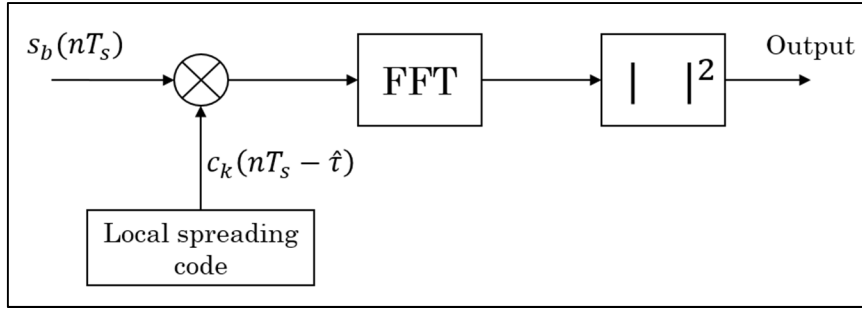 s_b(nT_s)
FFT
| |²
Output
c_k(nT_s − τ̂)
Local spreading
code